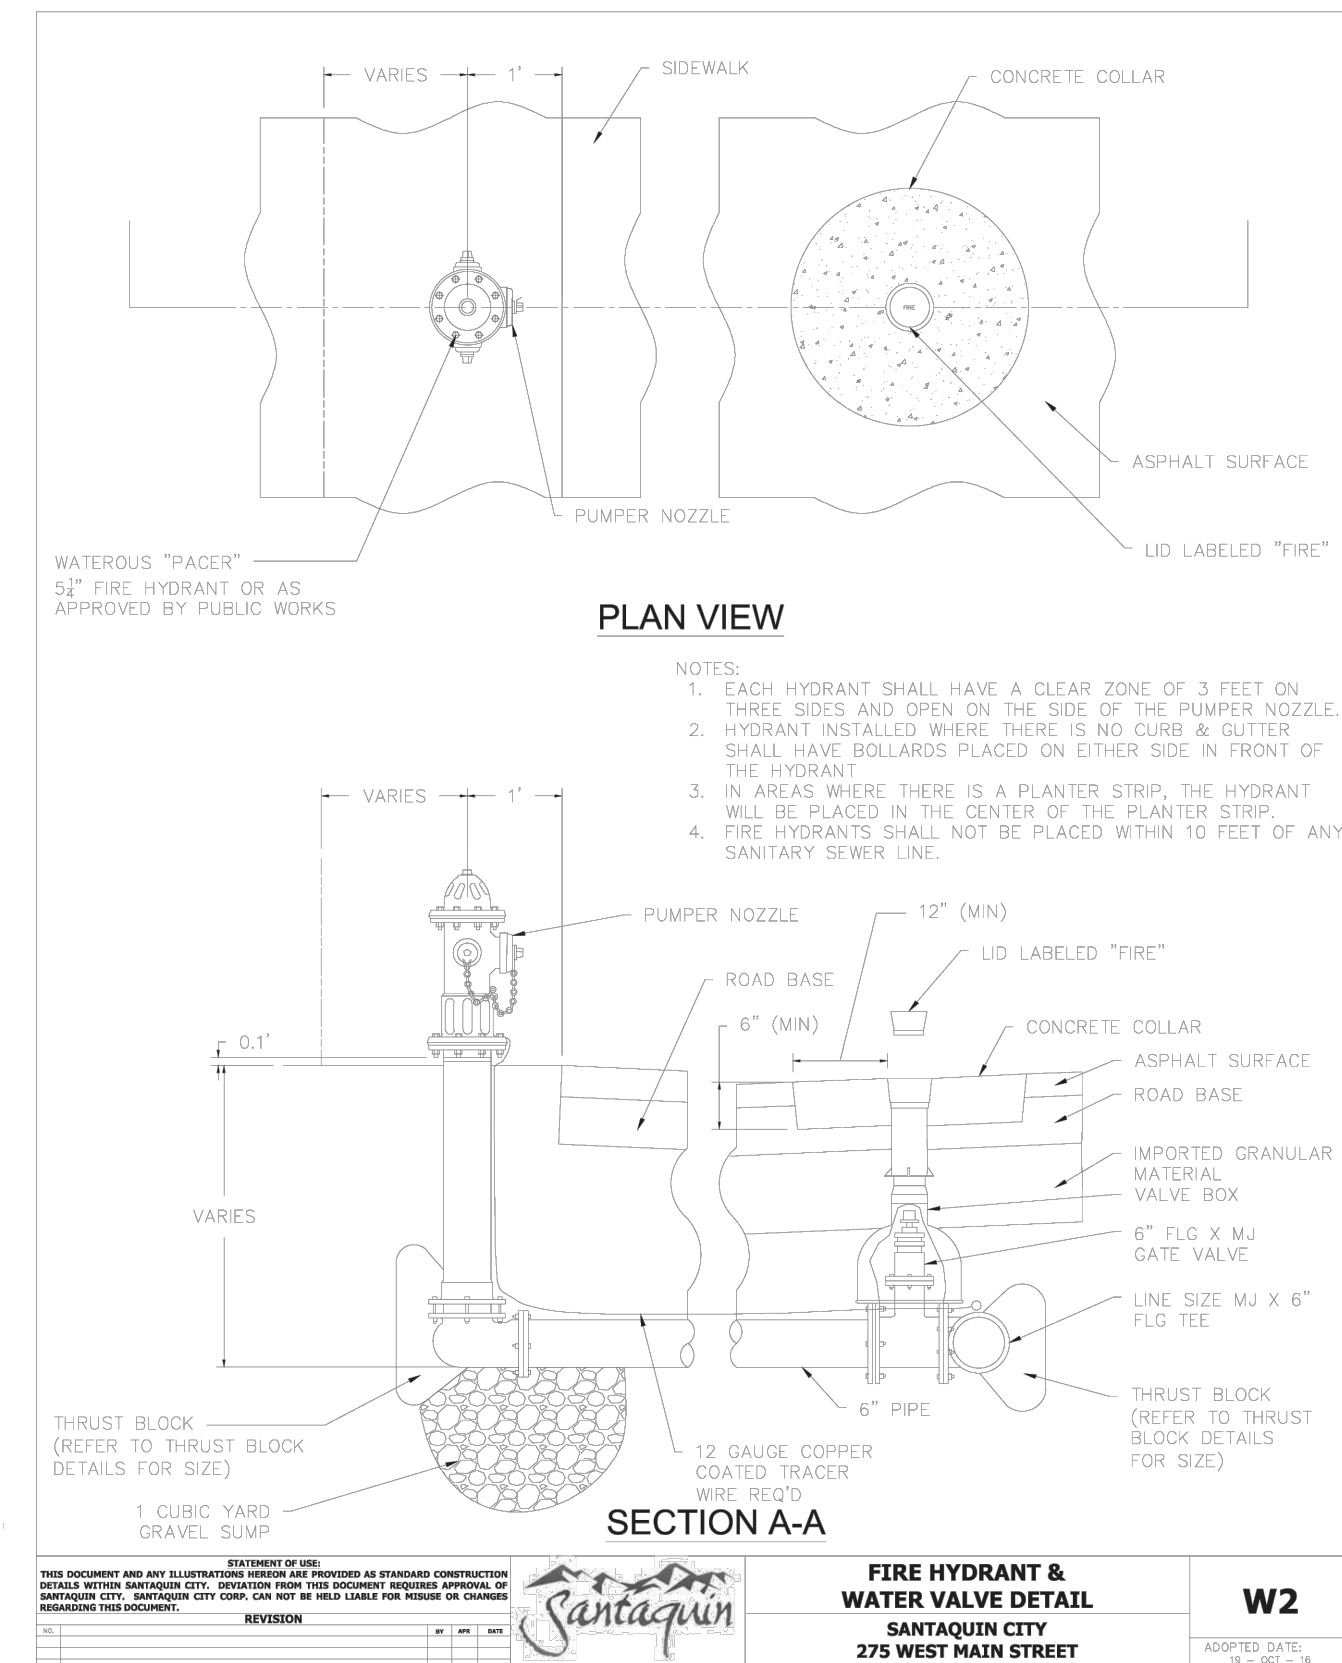 VARIES
1'
SIDEWALK
CONCRETE COLLAR
FIRE
ASPHALT SURFACE
PUMPER NOZZLE
LID LABELED "FIRE"
WATEROUS "PACER"
5 1/4" FIRE HYDRANT OR AS
APPROVED BY PUBLIC WORKS
PLAN VIEW
NOTES:
1. EACH HYDRANT SHALL HAVE A CLEAR ZONE OF 3 FEET ON
THREE SIDES AND OPEN ON THE SIDE OF THE PUMPER NOZZLE.
2. HYDRANT INSTALLED WHERE THERE IS NO CURB & GUTTER
SHALL HAVE BOLLARDS PLACED ON EITHER SIDE IN FRONT OF
THE HYDRANT
3. IN AREAS WHERE THERE IS A PLANTER STRIP, THE HYDRANT
WILL BE PLACED IN THE CENTER OF THE PLANTER STRIP.
4. FIRE HYDRANTS SHALL NOT BE PLACED WITHIN 10 FEET OF ANY
SANITARY SEWER LINE.
VARIES
1'
PUMPER NOZZLE
12" (MIN)
LID LABELED "FIRE"
ROAD BASE
6" (MIN)
CONCRETE COLLAR
0.1'
ASPHALT SURFACE
ROAD BASE
IMPORTED GRANULAR
MATERIAL
VALVE BOX
VARIES
6" FLG X MJ
GATE VALVE
LINE SIZE MJ X 6"
FLG TEE
THRUST BLOCK
(REFER TO THRUST
BLOCK DETAILS
FOR SIZE)
6" PIPE
THRUST BLOCK
(REFER TO THRUST BLOCK
DETAILS FOR SIZE)
12 GAUGE COPPER
COATED TRACER
WIRE REQ'D
1 CUBIC YARD
GRAVEL SUMP
SECTION A-A
STATEMENT OF USE:
THIS DOCUMENT AND ANY ILLUSTRATIONS HEREON ARE PROVIDED AS STANDARD CONSTRUCTION
DETAILS WITHIN SANTAQUIN CITY. DEVIATION FROM THIS DOCUMENT REQUIRES APPROVAL OF
SANTAQUIN CITY. SANTAQUIN CITY CORP. CAN NOT BE HELD LIABLE FOR MISUSE OR CHANGES
REGARDING THIS DOCUMENT.
REVISION
NO. BY APR DATE
Santaquin
FIRE HYDRANT &
WATER VALVE DETAIL
SANTAQUIN CITY
275 WEST MAIN STREET
W2
ADOPTED DATE:
19 - OCT - 16